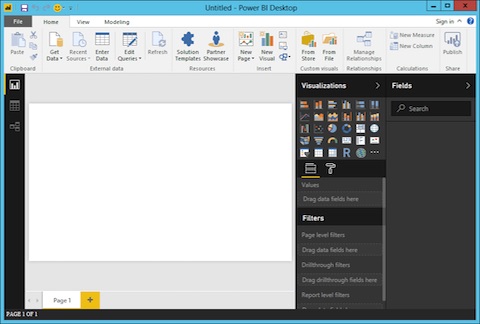 Untitled - Power BI Desktop
File Home View Modeling Sign in
Paste
Get Data
Recent Sources
Enter Data
Edit Queries
Refresh
Solution Templates
Partner Showcase
New Page
New Visual
From Store
From File
Manage Relationships
New Measure
New Column
Publish
Clipboard External data Resources Insert Custom visuals Relationships Calculations Share
Visualizations Fields
Search
R
Values
Drag data fields here
Filters
Page level filters
Drag data fields here
Drillthrough filters
Drag drillthrough fields here
Report level filters
Page 1
PAGE 1 OF 1